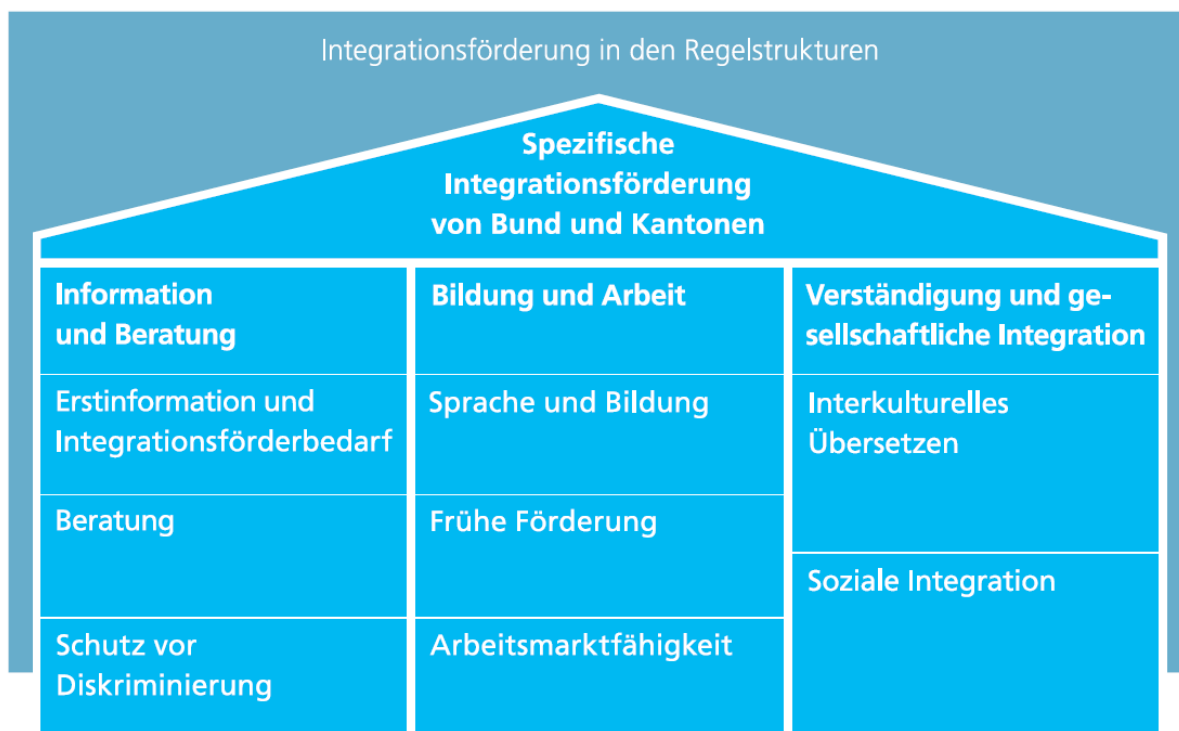 Integrationsförderung in den Regelstrukturen
Spezifische
Integrationsförderung
von Bund und Kantonen
Information
und Beratung
Erstinformation und
Integrationsförderbedarf
Beratung
Schutz vor
Diskriminierung
Bildung und Arbeit
Sprache und Bildung
Frühe Förderung
Arbeitsmarktfähigkeit
Verständigung und ge-
sellschaftliche Integration
Interkulturelles
Übersetzen
Soziale Integration